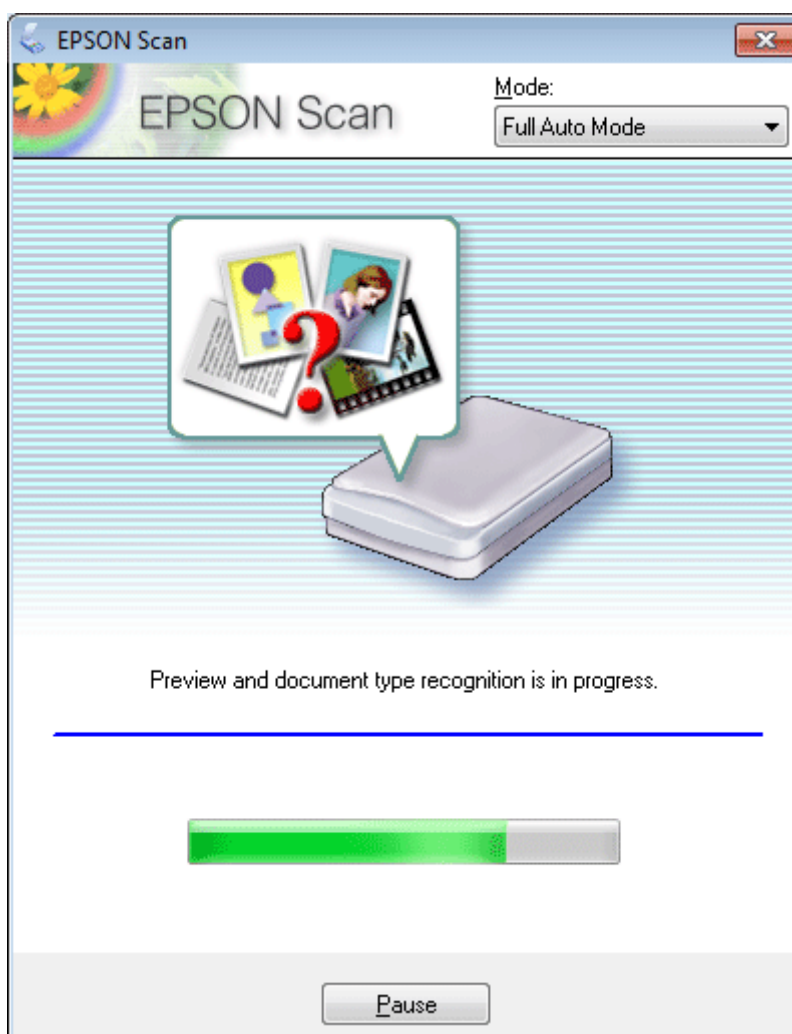 EPSON Scan
EPSON Scan
Mode:
Full Auto Mode
Preview and document type recognition is in progress.
Pause